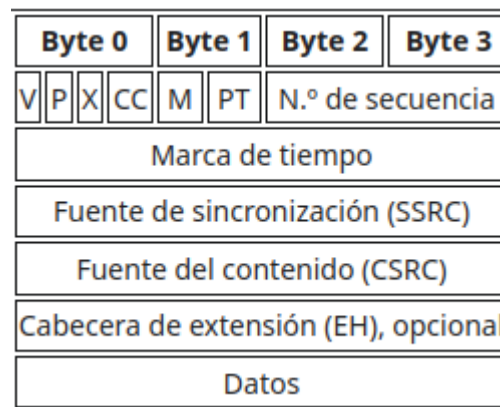 Byte 0 Byte 1 Byte 2 Byte 3
V P X CC M PT N.º de secuencia
Marca de tiempo
Fuente de sincronización (SSRC)
Fuente del contenido (CSRC)
Cabecera de extensión (EH), opcional
Datos